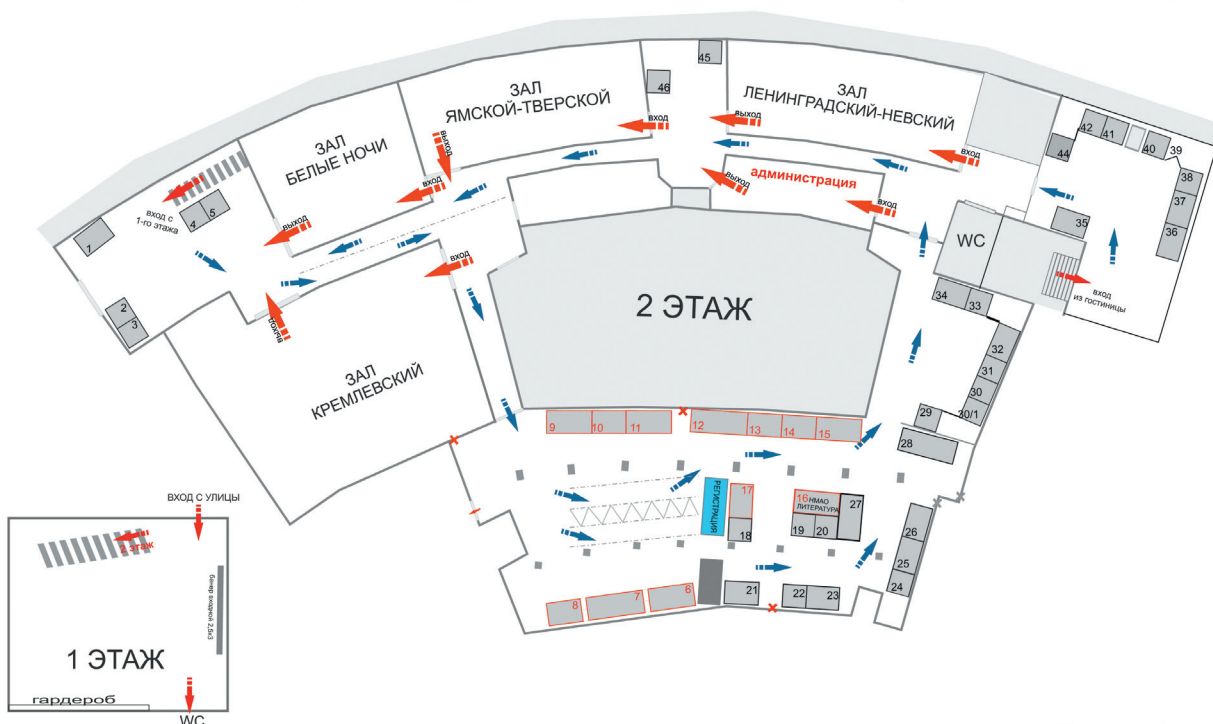 45
46
ЗАЛ
ЯМСКОЙ-ТВЕРСКОЙ
ЗАЛ
ЛЕНИНГРАДСКИЙ-НЕВСКИЙ
ЗАЛ
БЕЛЫЕ НОЧИ
ВХОД
ВЫХОД
ВЫХОД
ВХОД
42
41
40
39
44
38
37
36
35
администрация
ВЫХОД
ВХОД
ВХОД
вход с
1-го этажа
4
5
1
2
3
ВЫХОД
ВХОД
ВЫХОД
WC
вход
из гостиницы
2 ЭТАЖ
ЗАЛ
КРЕМЛЕВСКИЙ
34
33
32
31
30
30/1
29
28
9
10
11
12
13
14
15
РЕГИСТРАЦИЯ
17
18
16 НМАО
ЛИТЕРАТУРА
19
20
27
26
25
24
8
7
6
21
22
23
ВХОД С УЛИЦЫ
2 этаж
банер входной 2,5х3
1 ЭТАЖ
гардероб
WC